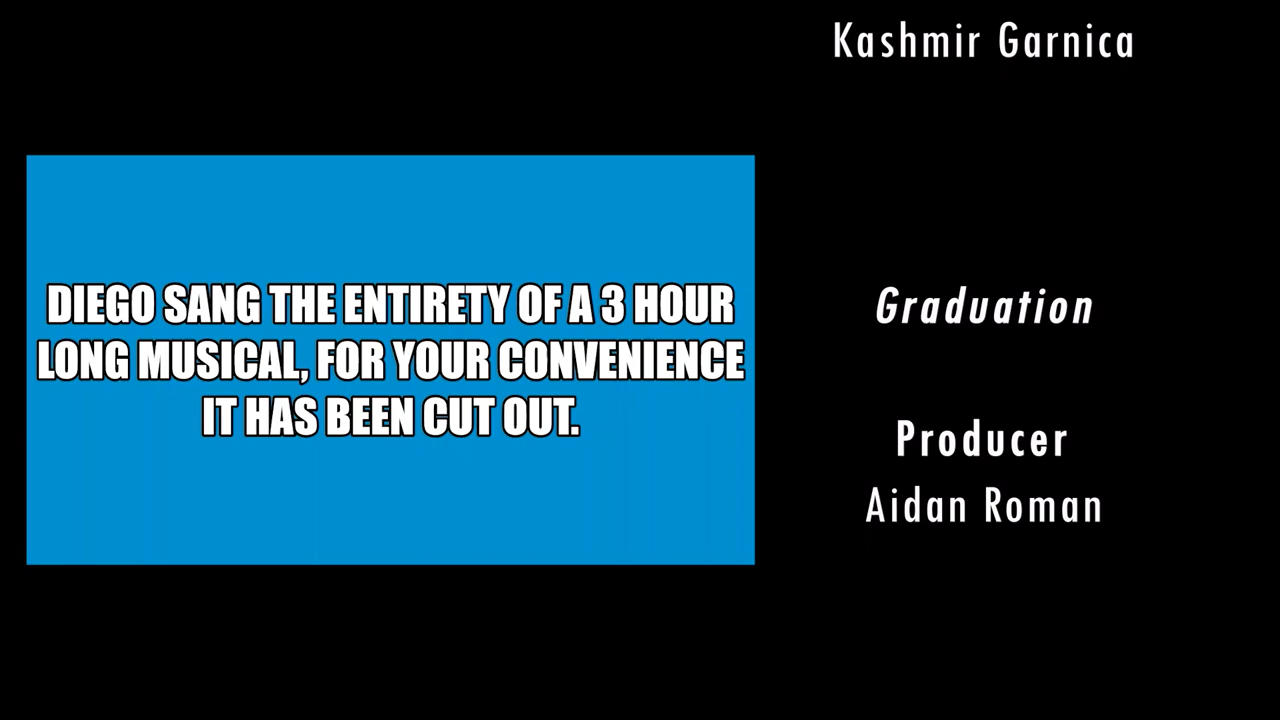 Kashmir Garnica
DIEGO SANG THE ENTIRETY OF A 3 HOUR
LONG MUSICAL, FOR YOUR CONVENIENCE
IT HAS BEEN CUT OUT.
Graduation
Producer
Aidan Roman